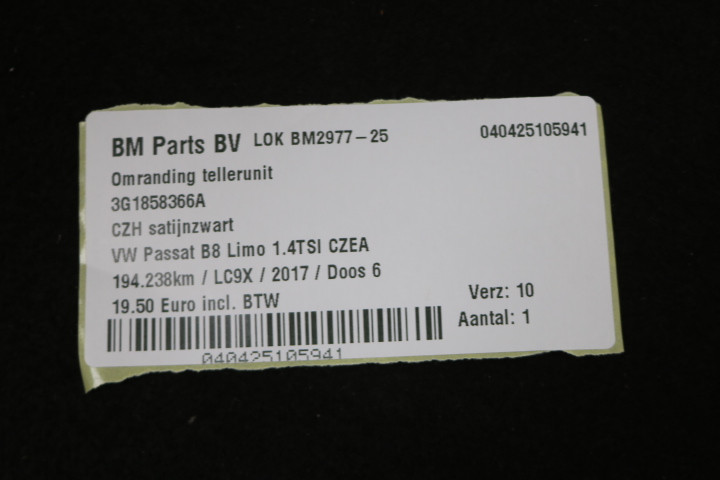 BM Parts BV LOK BM2977-25 040425105941
Omranding tellerunit
3G1858366A
CZH satijnzwart
VW Passat B8 Limo 1.4TSI CZEA
194.238km / LC9X / 2017 / Doos 6
19.50 Euro incl. BTW Verz: 10
Aantal: 1
040425105941